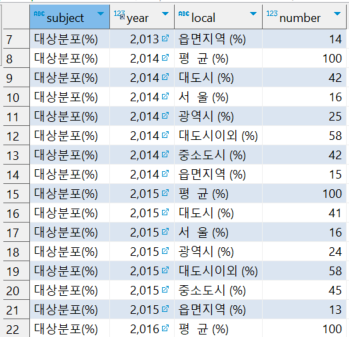 ABC subject 123 year ABC local 123 number
7 대상분포(%) 2,013 읍면지역 (%) 14
8 대상분포(%) 2,014 평 균 (%) 100
9 대상분포(%) 2,014 대도시 (%) 42
10 대상분포(%) 2,014 서 울 (%) 16
11 대상분포(%) 2,014 광역시 (%) 25
12 대상분포(%) 2,014 대도시이외 (%) 58
13 대상분포(%) 2,014 중소도시 (%) 42
14 대상분포(%) 2,014 읍면지역 (%) 15
15 대상분포(%) 2,015 평 균 (%) 100
16 대상분포(%) 2,015 대도시 (%) 41
17 대상분포(%) 2,015 서 울 (%) 16
18 대상분포(%) 2,015 광역시 (%) 24
19 대상분포(%) 2,015 대도시이외 (%) 58
20 대상분포(%) 2,015 중소도시 (%) 45
21 대상분포(%) 2,015 읍면지역 (%) 13
22 대상분포(%) 2,016 평 균 (%) 100